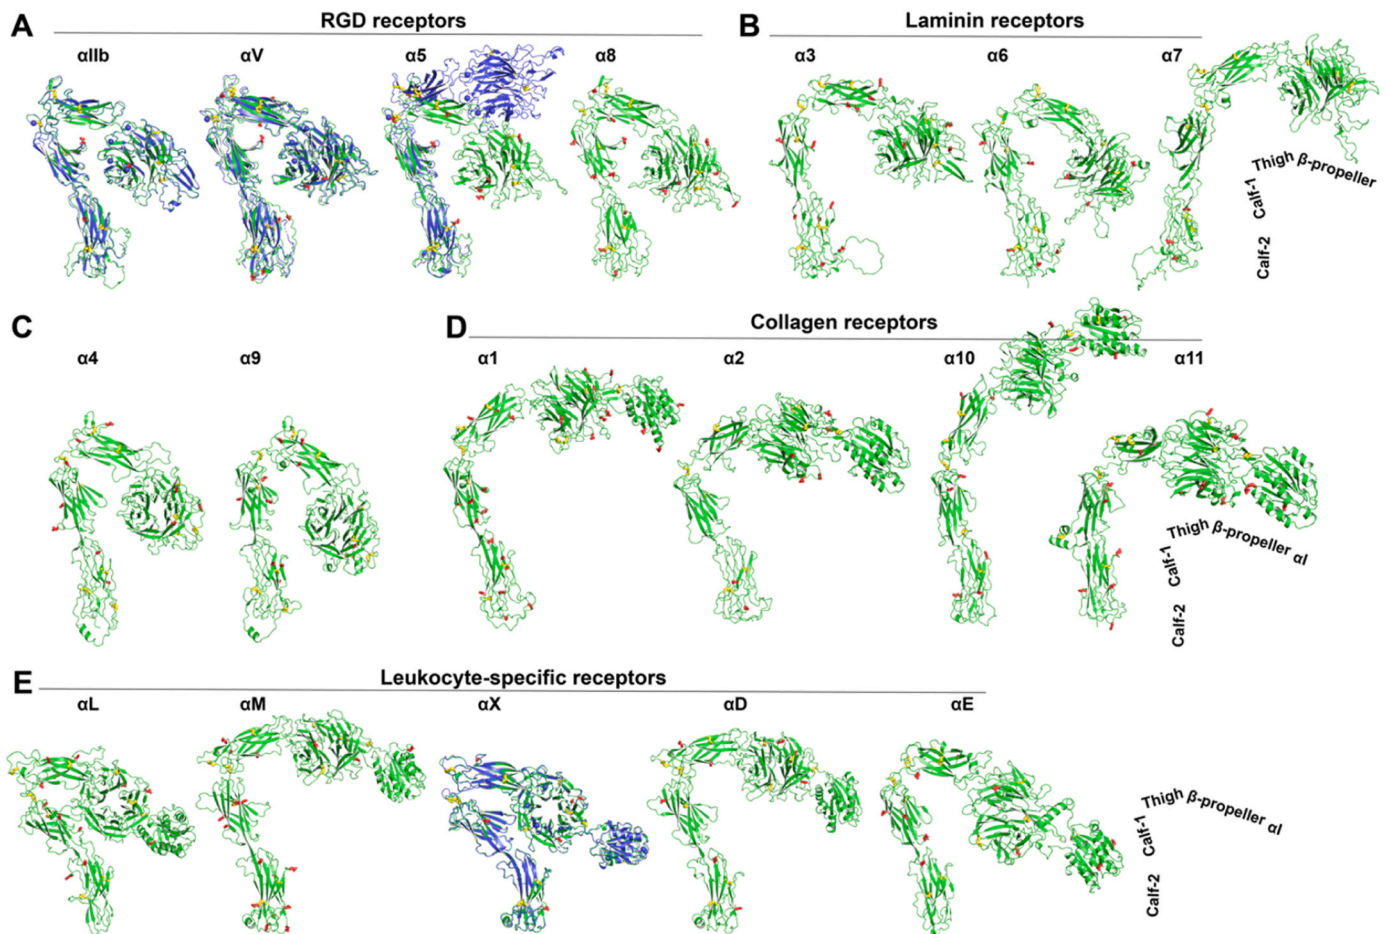 A
RGD receptors
αIIb αV α5 α8
B
Laminin receptors
α3 α6 α7
Thigh β-propeller
Calf-1
Calf-2
C
α4 α9
D
Collagen receptors
α1 α2 α10 α11
Thigh β-propeller αI
Calf-1
Calf-2
E
Leukocyte-specific receptors
αL αM αX αD αE
Thigh β-propeller αI
Calf-1
Calf-2